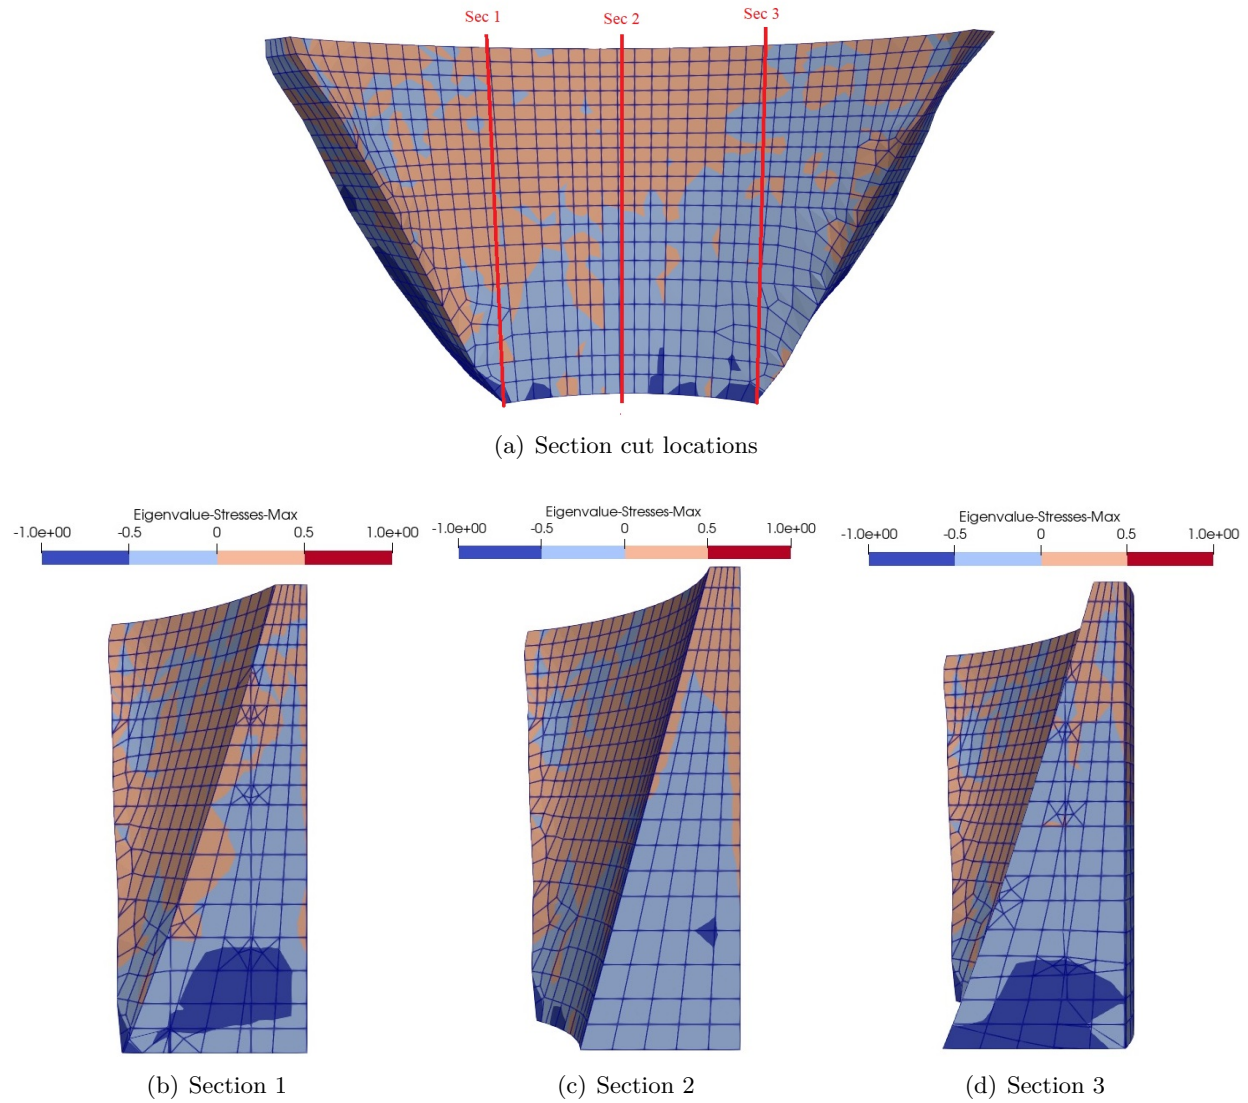 Sec 1 Sec 2 Sec 3
(a) Section cut locations
Eigenvalue-Stresses-Max
-1.0e+00 -0.5 0 0.5 1.0e+00
Eigenvalue-Stresses-Max
-1.0e+00 -0.5 0 0.5 1.0e+00
Eigenvalue-Stresses-Max
-1.0e+00 -0.5 0 0.5 1.0e+00
(b) Section 1
(c) Section 2
(d) Section 3